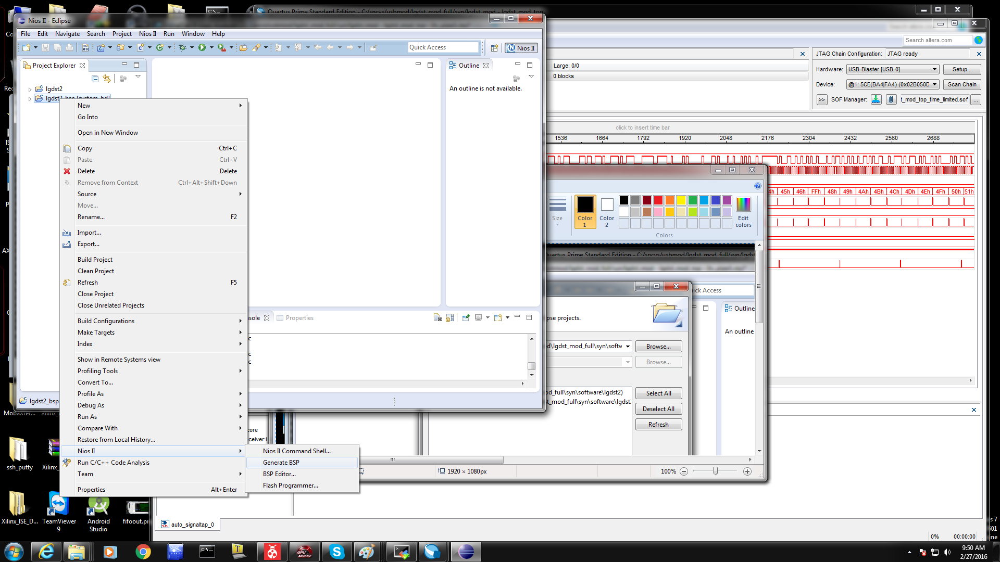 Quartus Prime Standard Edition - C:/sncvs/usbmod/lgdst_mod_full/syn/lgdst_mod - lgdst_mod_top
Nios II - Eclipse
File Edit Navigate Search Project Nios II Run Window Help
Quick Access
Nios II
Project Explorer
lgdst2
lgdst2_bsp [system_bd]
Outline
An outline is not available.
New
Go Into
Open in New Window
Copy Ctrl+C
Paste Ctrl+V
Delete Delete
Remove from Context Ctrl+Alt+Shift+Down
Source
Move...
Rename... F2
Import...
Export...
Build Project
Clean Project
Refresh F5
Close Project
Close Unrelated Projects
Build Configurations
Make Targets
Index
Show in Remote Systems view
Profiling Tools
Convert To...
Profile As
Debug As
Run As
Compare With
Restore from Local History...
Nios II
Run C/C++ Code Analysis
Team
Properties Alt+Enter
Nios II Command Shell...
Generate BSP
BSP Editor...
Flash Programmer...
nsole
Properties
c
c
c
lgdst2_bsp
core
eceiver:i_
Search altera.com
JTAG Chain Configuration: JTAG ready
Large: 0/0
0 blocks
Hardware: USB-Blaster [USB-0] Setup...
Device: @1: 5CE(BA4|FA4) (0x02B050D Scan Chain
>> SOF Manager: t_mod_top_time_limited.sof ...
click to insert time bar
1536 1664 1792 1920 2048 2176 2304 2432 2560 2688
4h 45h 46h FFh 48h 49h 4Ah 4Bh 4Ch 4Dh 4Eh 4Fh 50h 51h
Size
Color 1
Color 2
Edit colors
Colors
Quartus Prime Standard Edition - C:/sncvs/usbmod/lgdst_mod_full/syn/lgdst
ick Access
Outline
An outline
pse projects.
d\lgdst_mod_full\syn\softw
Browse...
Browse...
od_full\syn\software\lgdst2)
t_mod_full\syn\software\lgdst2
Select All
Deselect All
Refresh
1920 × 1080px
100%
auto_signaltap_0
0% 00:00:00
ssh_putty
Xilinx_
Xilinx_ISE_D...
TeamViewer 9
Android Studio
fifoout.pn
9:50 AM
2/27/2016